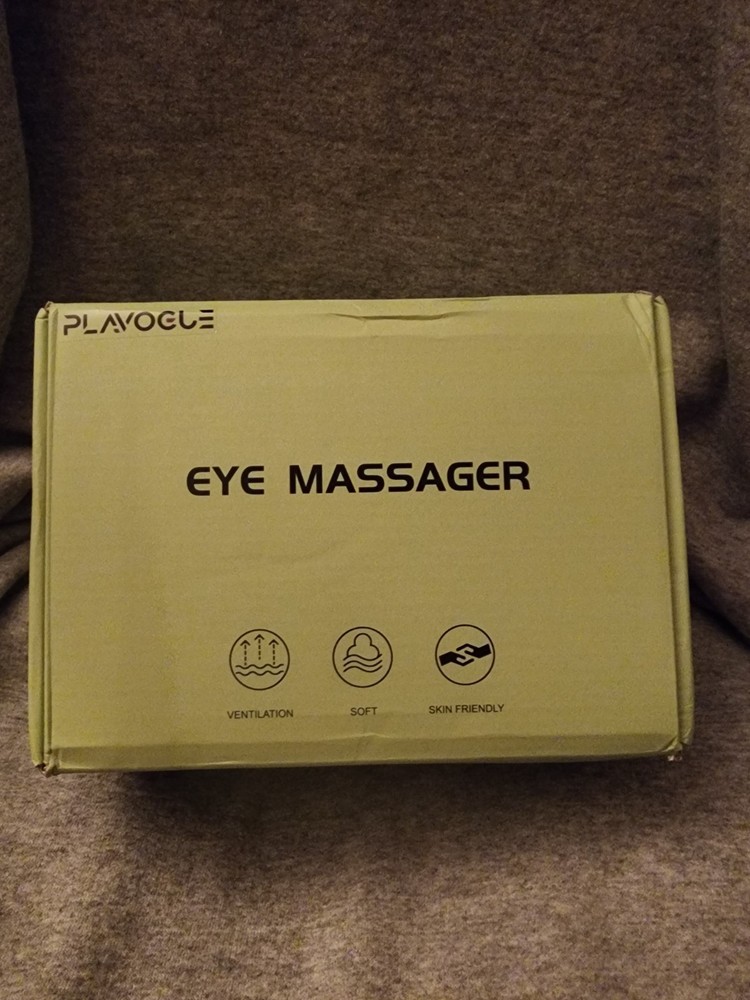 PLAVOGUE
EYE MASSAGER
VENTILATION
SOFT
SKIN FRIENDLY